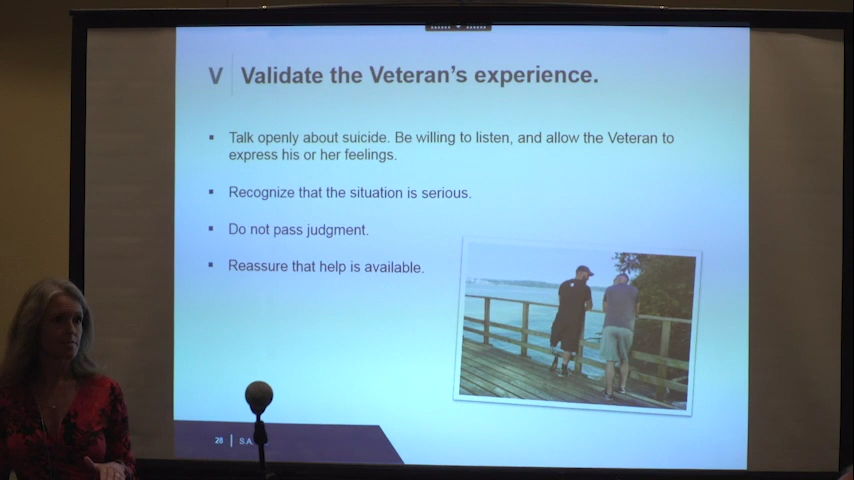 V Validate the Veteran's experience.
▪ Talk openly about suicide. Be willing to listen, and allow the Veteran to
express his or her feelings.
▪ Recognize that the situation is serious.
▪ Do not pass judgment.
▪ Reassure that help is available.
28 S.A.